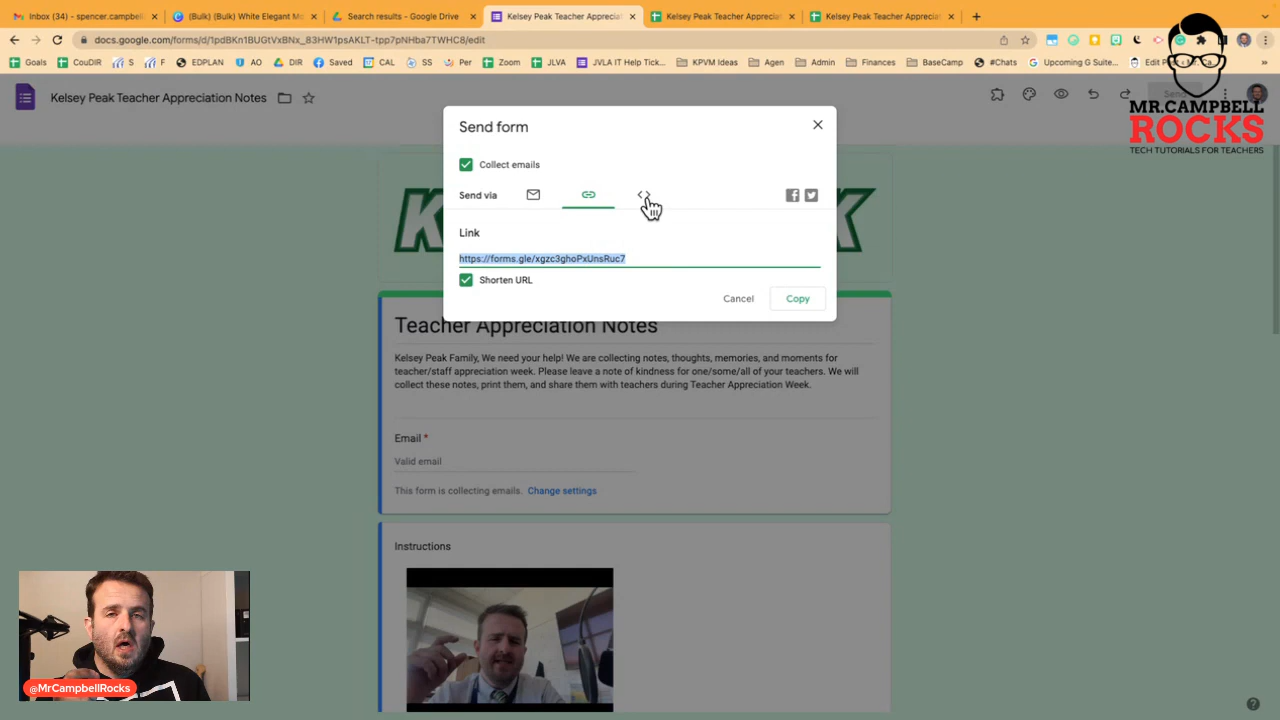 Inbox (34) - spencer.campbell
(Bulk) (Bulk) White Elegant Mo
Search results - Google Drive
Kelsey Peak Teacher Appreciati
Kelsey Peak Teacher Appreciat
Kelsey Peak Teacher Appreciat
docs.google.com/forms/d/1pdBKn1BUGtVxBNx_83HW1psAKLT-tpp7pNHba7TWHC8/edit
Goals
CouDIR
S
F
EDPLAN
AO
DIR
Saved
CAL
SS
Per
Zoom
JLVA
JVLA IT Help Tick...
KPVM Ideas
Agen
Admin
Finances
BaseCamp
#Chats
Upcoming G Suite...
Edit
Kelsey Peak Teacher Appreciation Notes
Send
MR.CAMPBELL
ROCKS
TECH TUTORIALS FOR TEACHERS
Send form
Collect emails
Send via
Link
https://forms.gle/xgzc3ghoPxUnsRuc7
Shorten URL
Cancel
Copy
Teacher Appreciation Notes
Kelsey Peak Family, We need your help! We are collecting notes, thoughts, memories, and moments for
teacher/staff appreciation week. Please leave a note of kindness for one/some/all of your teachers. We will
collect these notes, print them, and share them with teachers during Teacher Appreciation Week.
Email *
Valid email
This form is collecting emails. Change settings
Instructions
@MrCampbellRocks